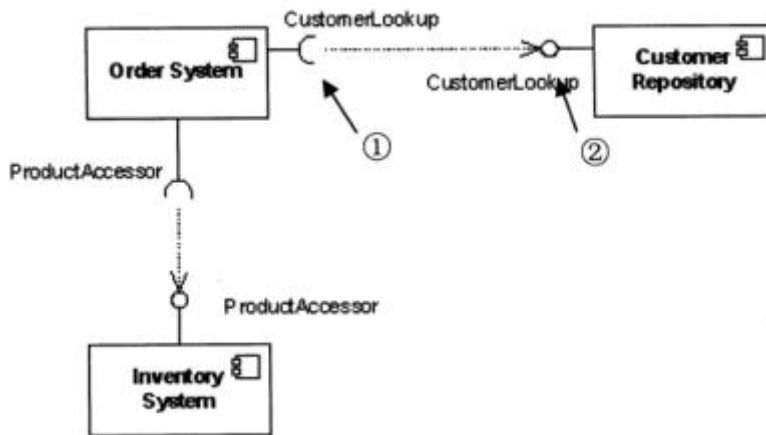 CustomerLookup
Order System
Customer
Repository
CustomerLookup
①
②
ProductAccessor
ProductAccessor
Inventory
System